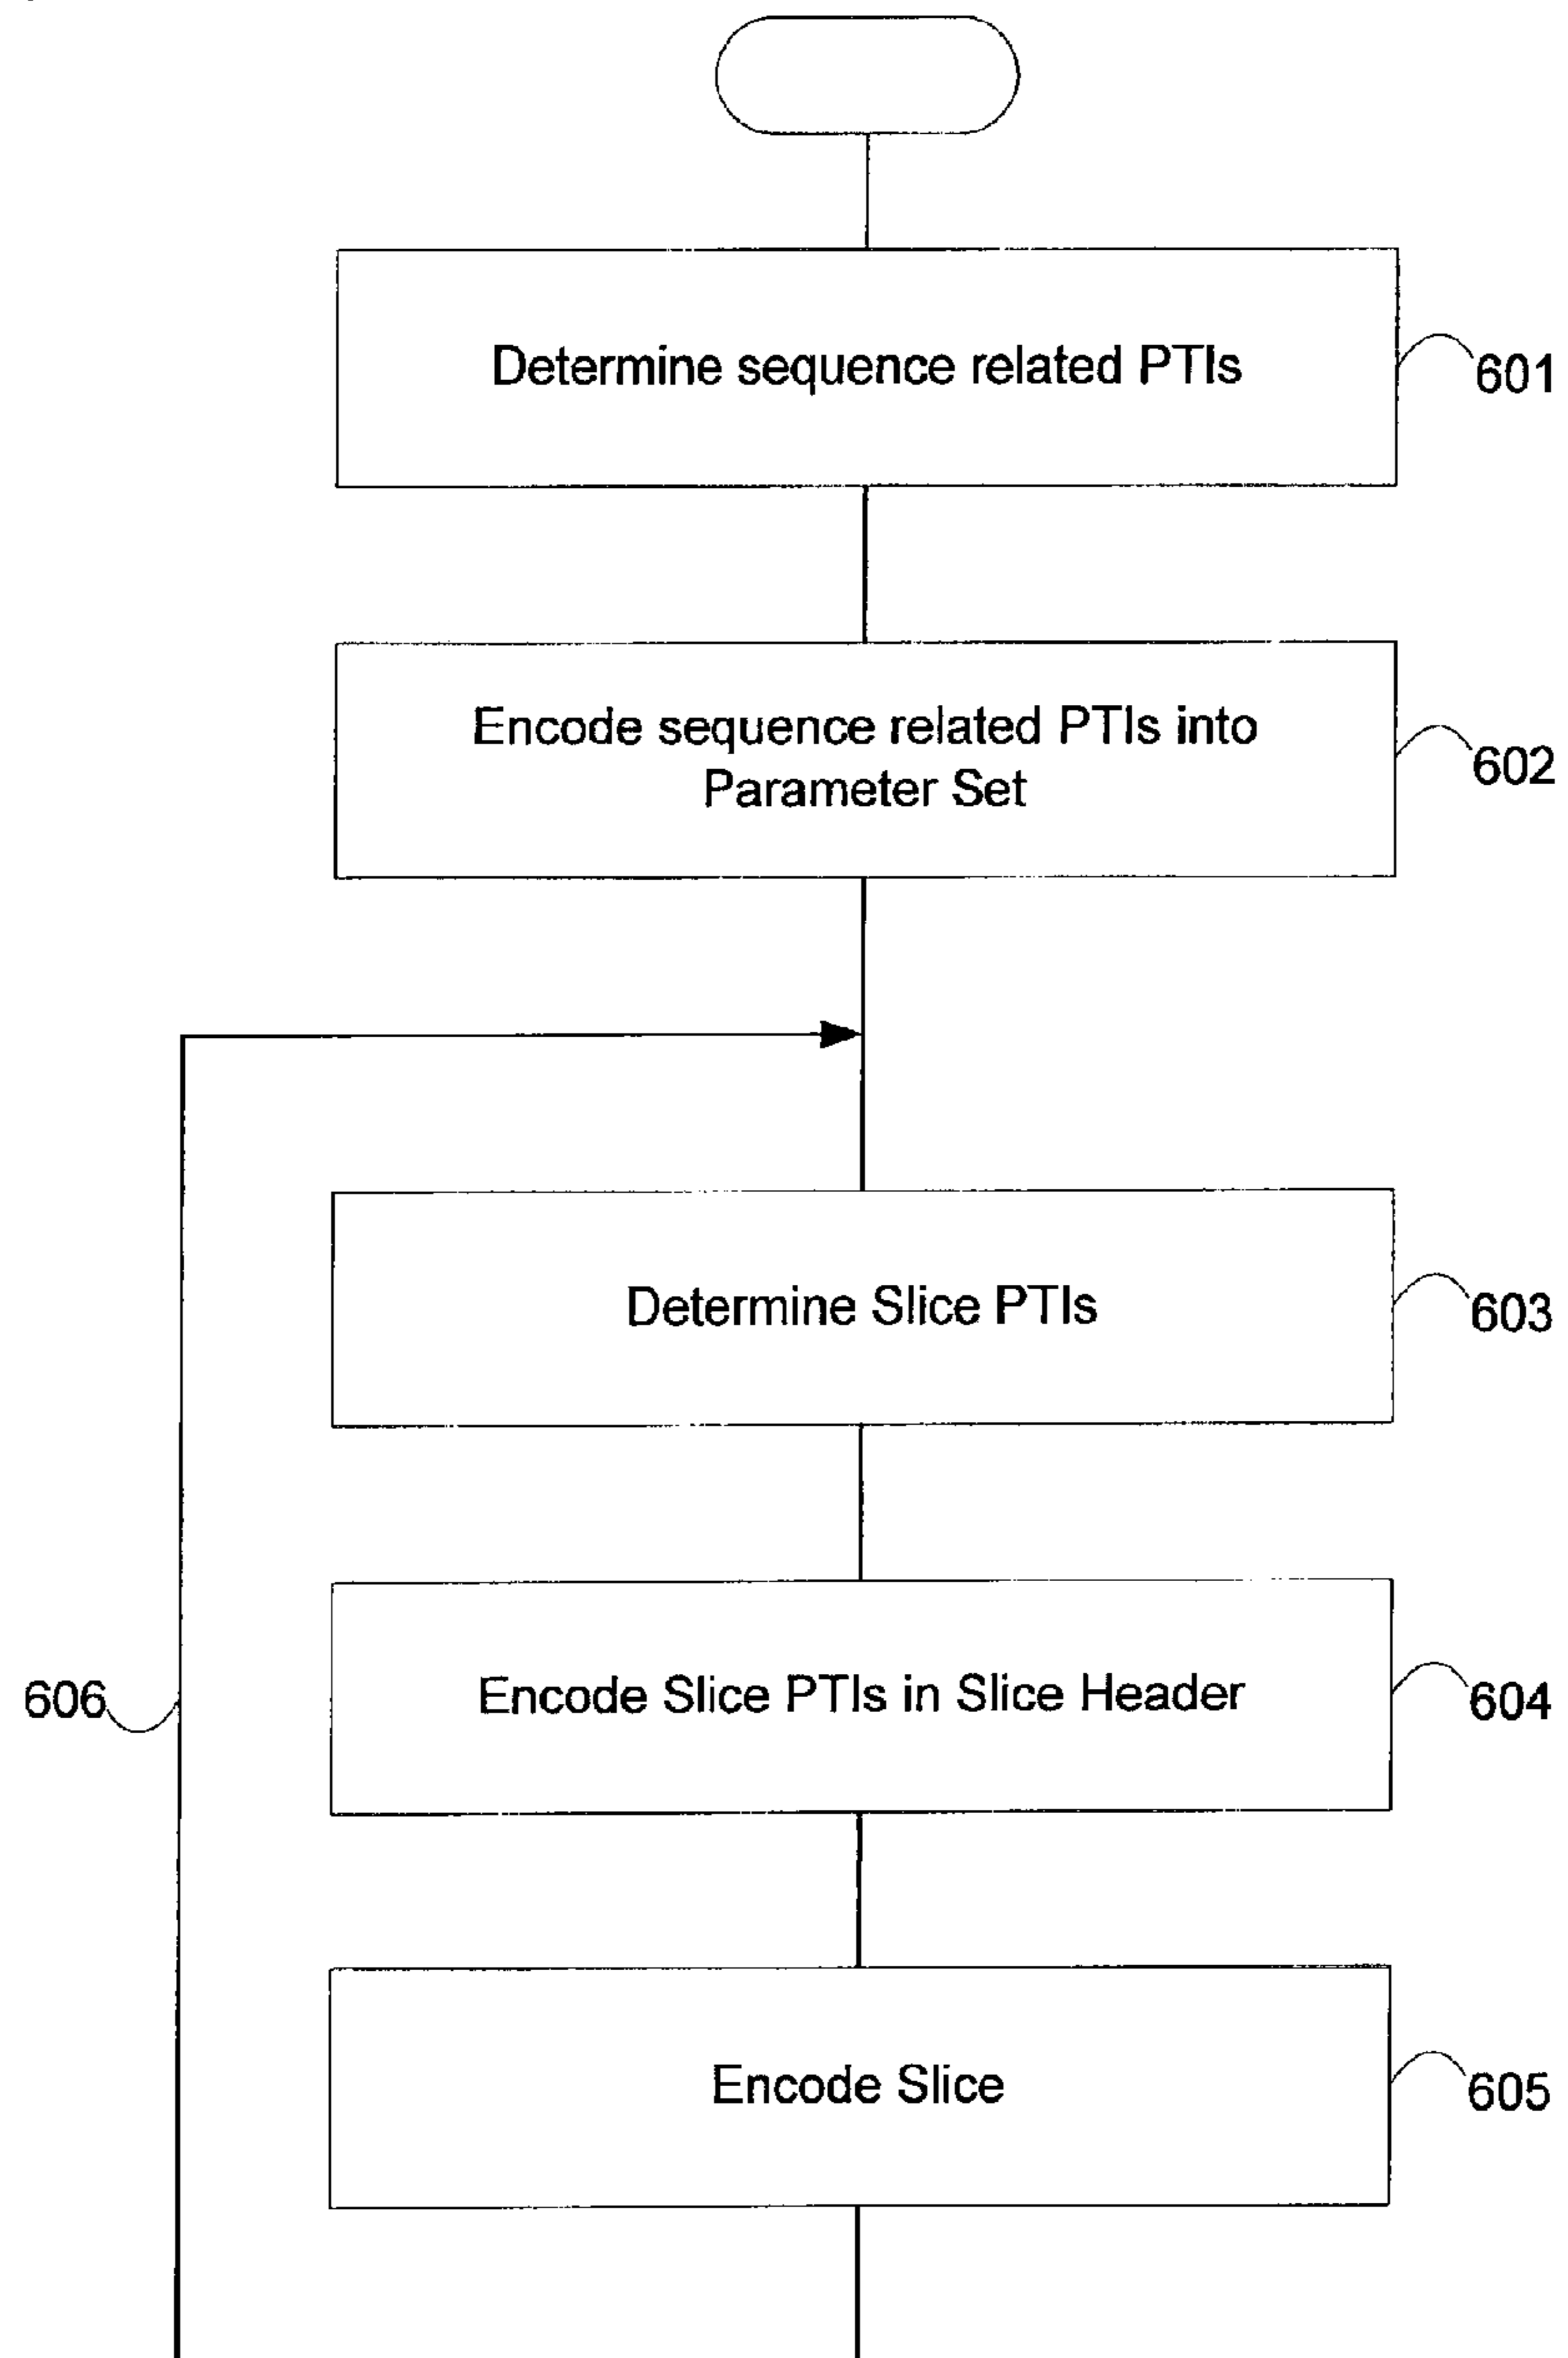 Determine sequence related PTIs
601
Encode sequence related PTIs into
Parameter Set
602
Determine Slice PTIs
603
Encode Slice PTIs in Slice Header
604
606
Encode Slice
605